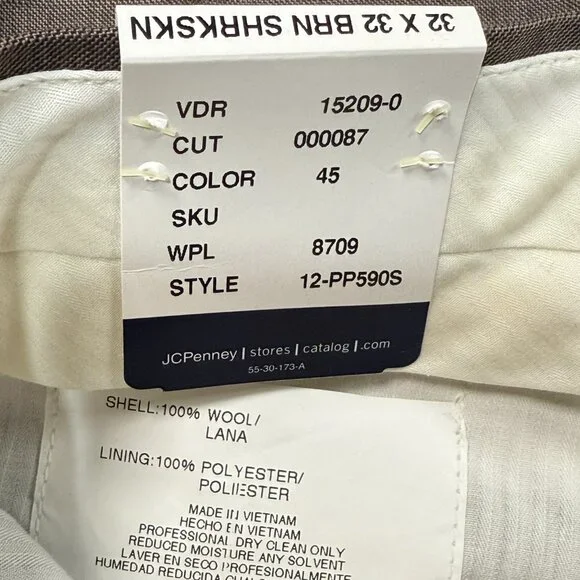 32 X 32 BRN SHRKSKN
VDR 15209-0
CUT 000087
COLOR 45
SKU
WPL 8709
STYLE 12-PP590S
JCPenney | stores | catalog | .com
55-30-173-A
SHELL:100% WOOL/
LANA
LINING:100% POLYESTER/
POLIESTER
MADE IN VIETNAM
HECHO EN VIETNAM
PROFESSIONAL DRY CLEAN ONLY
REDUCED MOISTURE ANY SOLVENT
LAVER EN SECO PROFESIONALMENTE
HUMEDAD REDUCIDA